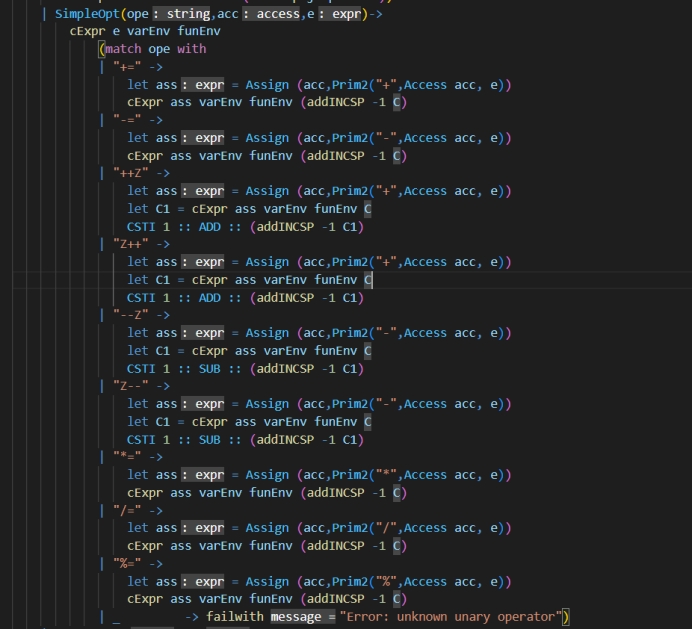 | SimpleOpt(ope: string,acc: access,e: expr)->
cExpr e varEnv funEnv
(match ope with
| "+=" ->
let ass: expr = Assign (acc,Prim2("+",Access acc, e))
cExpr ass varEnv funEnv (addINCSP -1 C)
| "-=" ->
let ass: expr = Assign (acc,Prim2("-",Access acc, e))
cExpr ass varEnv funEnv (addINCSP -1 C)
| "++Z" ->
let ass: expr = Assign (acc,Prim2("+",Access acc, e))
let C1 = cExpr ass varEnv funEnv C
CSTI 1 :: ADD :: (addINCSP -1 C1)
| "Z++" ->
let ass: expr = Assign (acc,Prim2("+",Access acc, e))
let C1 = cExpr ass varEnv funEnv C
CSTI 1 :: ADD :: (addINCSP -1 C1)
| "--Z" ->
let ass: expr = Assign (acc,Prim2("-",Access acc, e))
let C1 = cExpr ass varEnv funEnv C
CSTI 1 :: SUB :: (addINCSP -1 C1)
| "Z--" ->
let ass: expr = Assign (acc,Prim2("-",Access acc, e))
let C1 = cExpr ass varEnv funEnv C
CSTI 1 :: SUB :: (addINCSP -1 C1)
| "*=" ->
let ass: expr = Assign (acc,Prim2("*",Access acc, e))
cExpr ass varEnv funEnv (addINCSP -1 C)
| "/=" ->
let ass: expr = Assign (acc,Prim2("/",Access acc, e))
cExpr ass varEnv funEnv (addINCSP -1 C)
| "%=" ->
let ass: expr = Assign (acc,Prim2("%",Access acc, e))
cExpr ass varEnv funEnv (addINCSP -1 C)
| _ -> failwith message = "Error: unknown unary operator")